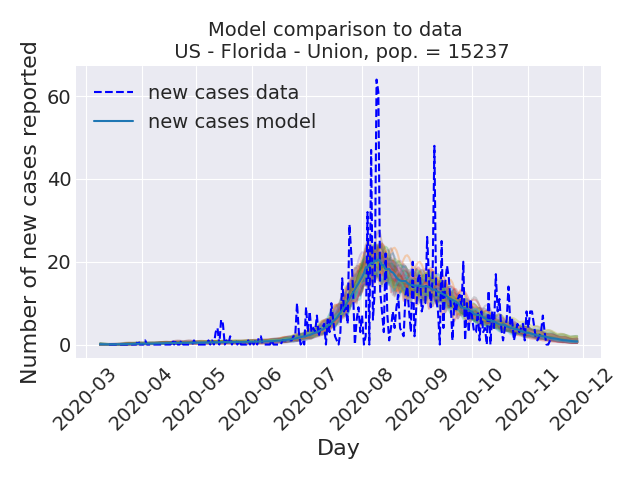 Model comparison to data
US - Florida - Union, pop. = 15237
Number of new cases reported
60
40
20
0
new cases data
new cases model
2020-03
2020-04
2020-05
2020-06
2020-07
2020-08
2020-09
2020-10
2020-11
2020-12
Day